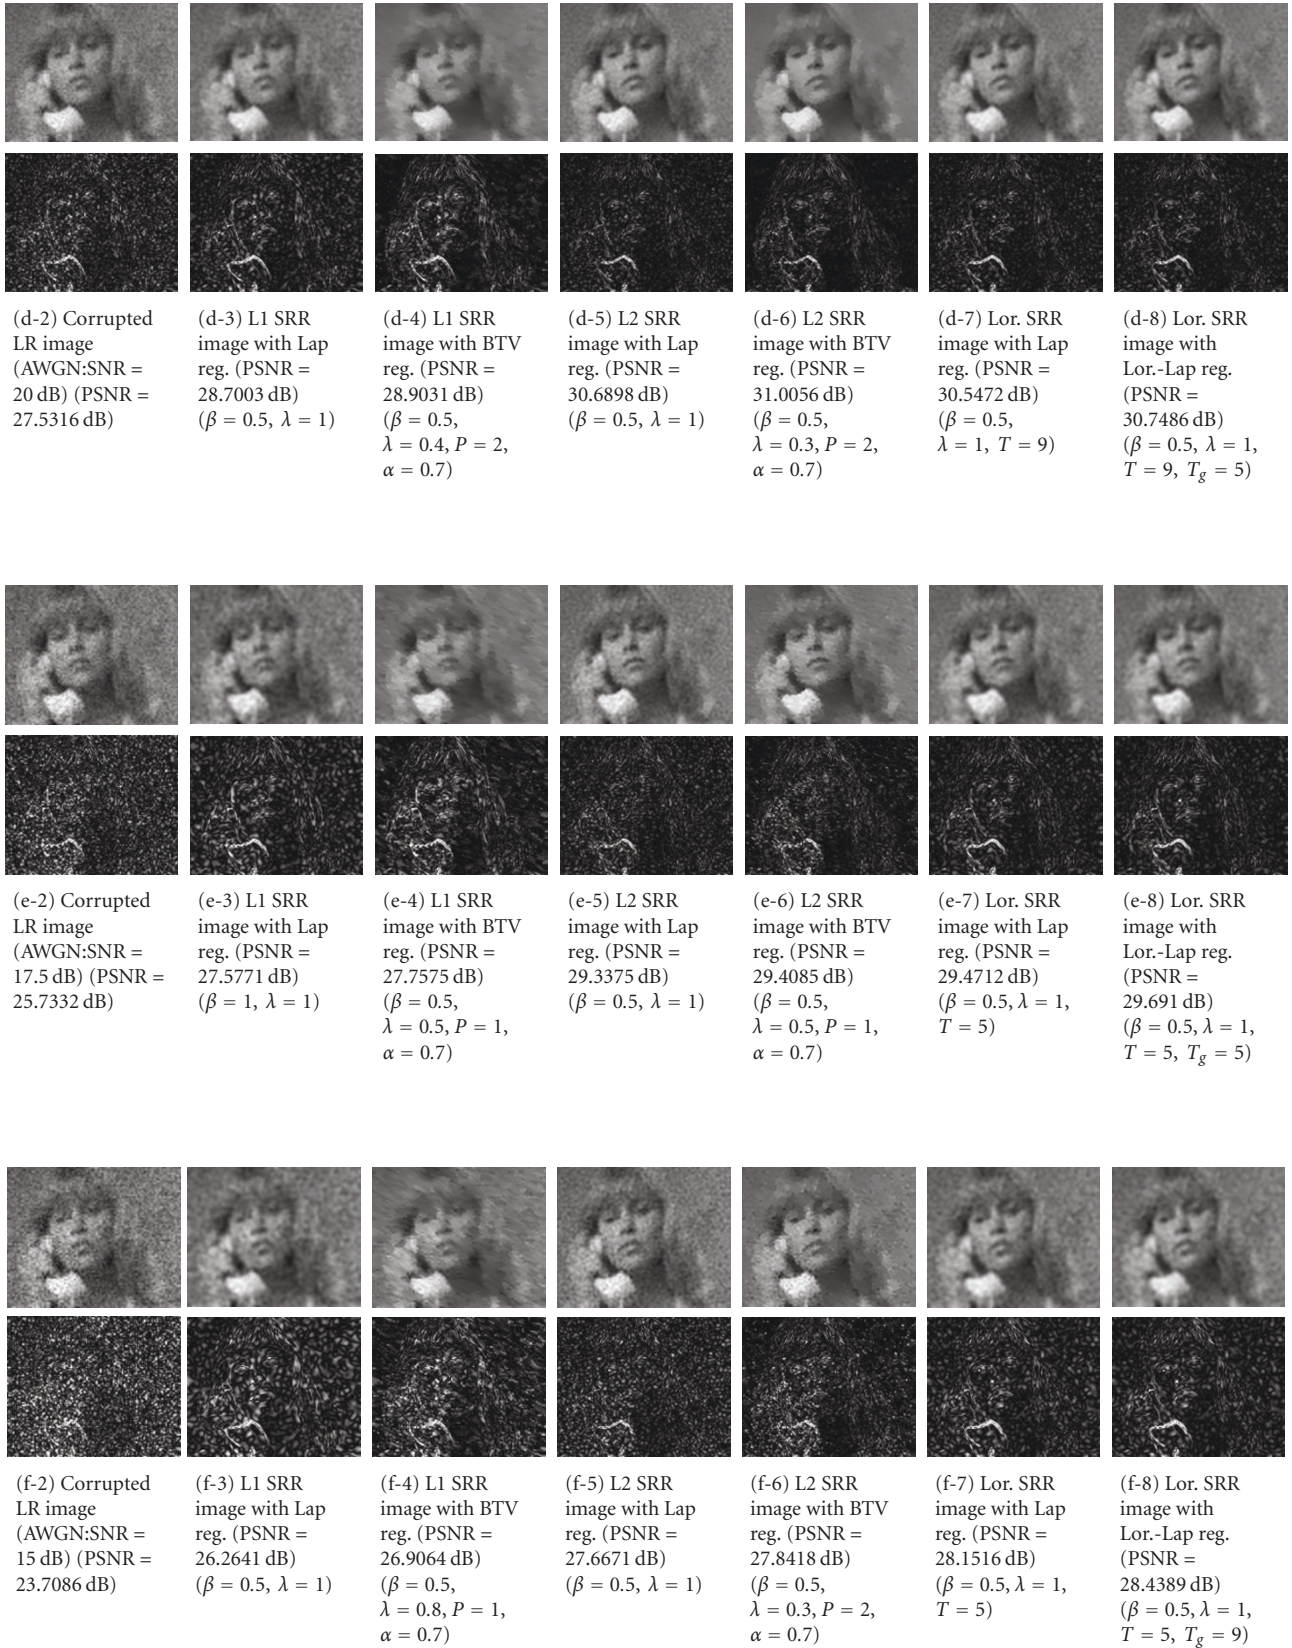 (d-2) Corrupted
LR image
(AWGN:SNR =
20 dB) (PSNR =
27.5316 dB)
(d-3) L1 SRR
image with Lap
reg. (PSNR =
28.7003 dB)
(β = 0.5, λ = 1)
(d-4) L1 SRR
image with BTV
reg. (PSNR =
28.9031 dB)
(β = 0.5,
λ = 0.4, P = 2,
α = 0.7)
(d-5) L2 SRR
image with Lap
reg. (PSNR =
30.6898 dB)
(β = 0.5, λ = 1)
(d-6) L2 SRR
image with BTV
reg. (PSNR =
31.0056 dB)
(β = 0.5,
λ = 0.3, P = 2,
α = 0.7)
(d-7) Lor. SRR
image with Lap
reg. (PSNR =
30.5472 dB)
(β = 0.5,
λ = 1, T = 9)
(d-8) Lor. SRR
image with
Lor.-Lap reg.
(PSNR =
30.7486 dB)
(β = 0.5, λ = 1,
T = 9, T_g = 5)
(e-2) Corrupted
LR image
(AWGN:SNR =
17.5 dB) (PSNR =
25.7332 dB)
(e-3) L1 SRR
image with Lap
reg. (PSNR =
27.5771 dB)
(β = 1, λ = 1)
(e-4) L1 SRR
image with BTV
reg. (PSNR =
27.7575 dB)
(β = 0.5,
λ = 0.5, P = 1,
α = 0.7)
(e-5) L2 SRR
image with Lap
reg. (PSNR =
29.3375 dB)
(β = 0.5, λ = 1)
(e-6) L2 SRR
image with BTV
reg. (PSNR =
29.4085 dB)
(β = 0.5,
λ = 0.5, P = 1,
α = 0.7)
(e-7) Lor. SRR
image with Lap
reg. (PSNR =
29.4712 dB)
(β = 0.5, λ = 1,
T = 5)
(e-8) Lor. SRR
image with
Lor.-Lap reg.
(PSNR =
29.691 dB)
(β = 0.5, λ = 1,
T = 5, T_g = 5)
(f-2) Corrupted
LR image
(AWGN:SNR =
15 dB) (PSNR =
23.7086 dB)
(f-3) L1 SRR
image with Lap
reg. (PSNR =
26.2641 dB)
(β = 0.5, λ = 1)
(f-4) L1 SRR
image with BTV
reg. (PSNR =
26.9064 dB)
(β = 0.5,
λ = 0.8, P = 1,
α = 0.7)
(f-5) L2 SRR
image with Lap
reg. (PSNR =
27.6671 dB)
(β = 0.5, λ = 1)
(f-6) L2 SRR
image with BTV
reg. (PSNR =
27.8418 dB)
(β = 0.5,
λ = 0.3, P = 2,
α = 0.7)
(f-7) Lor. SRR
image with Lap
reg. (PSNR =
28.1516 dB)
(β = 0.5, λ = 1,
T = 5)
(f-8) Lor. SRR
image with
Lor.-Lap reg.
(PSNR =
28.4389 dB)
(β = 0.5, λ = 1,
T = 5, T_g = 9)